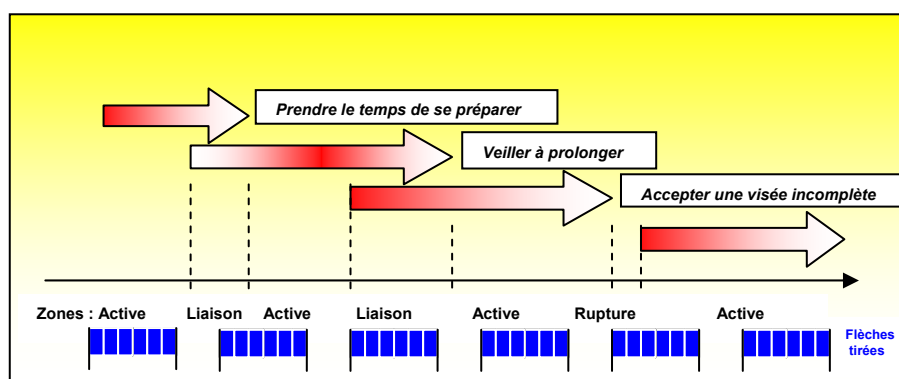 Prendre le temps de se préparer
Veiller à prolonger
Accepter une visée incomplète
Zones : Active Liaison Active Liaison Active Rupture Active
Flèches
tirées